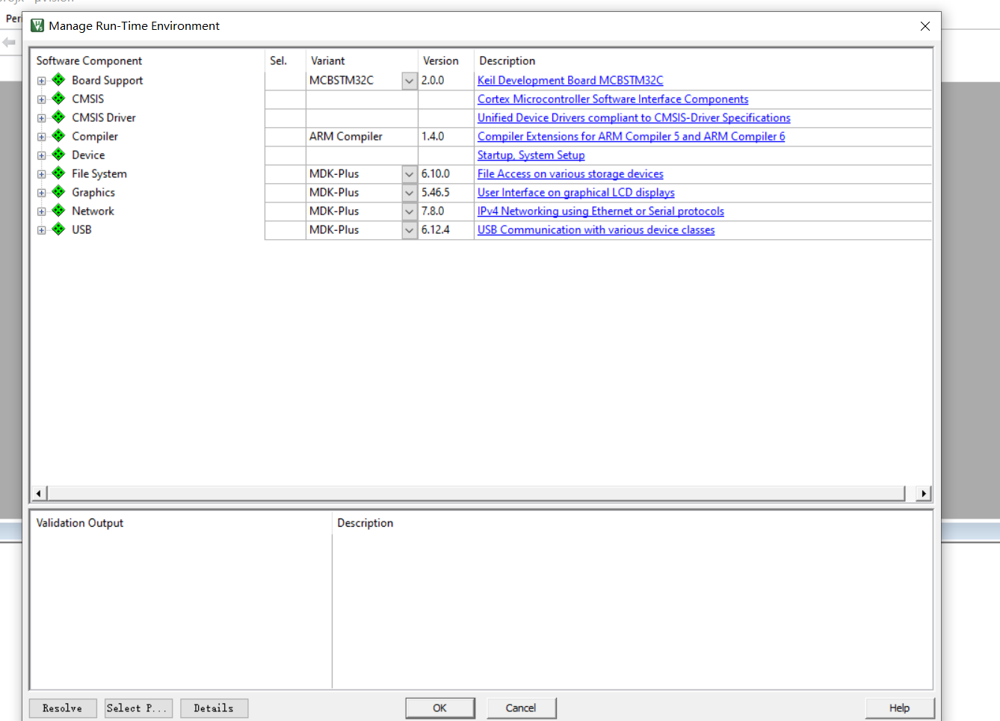 Manage Run-Time Environment
Peri
Software Component Sel. Variant Version Description
Board Support MCBSTM32C 2.0.0 Keil Development Board MCBSTM32C
CMSIS Cortex Microcontroller Software Interface Components
CMSIS Driver Unified Device Drivers compliant to CMSIS-Driver Specifications
Compiler ARM Compiler 1.4.0 Compiler Extensions for ARM Compiler 5 and ARM Compiler 6
Device Startup, System Setup
File System MDK-Plus 6.10.0 File Access on various storage devices
Graphics MDK-Plus 5.46.5 User Interface on graphical LCD displays
Network MDK-Plus 7.8.0 IPv4 Networking using Ethernet or Serial protocols
USB MDK-Plus 6.12.4 USB Communication with various device classes
Validation Output Description
Resolve Select P... Details OK Cancel Help